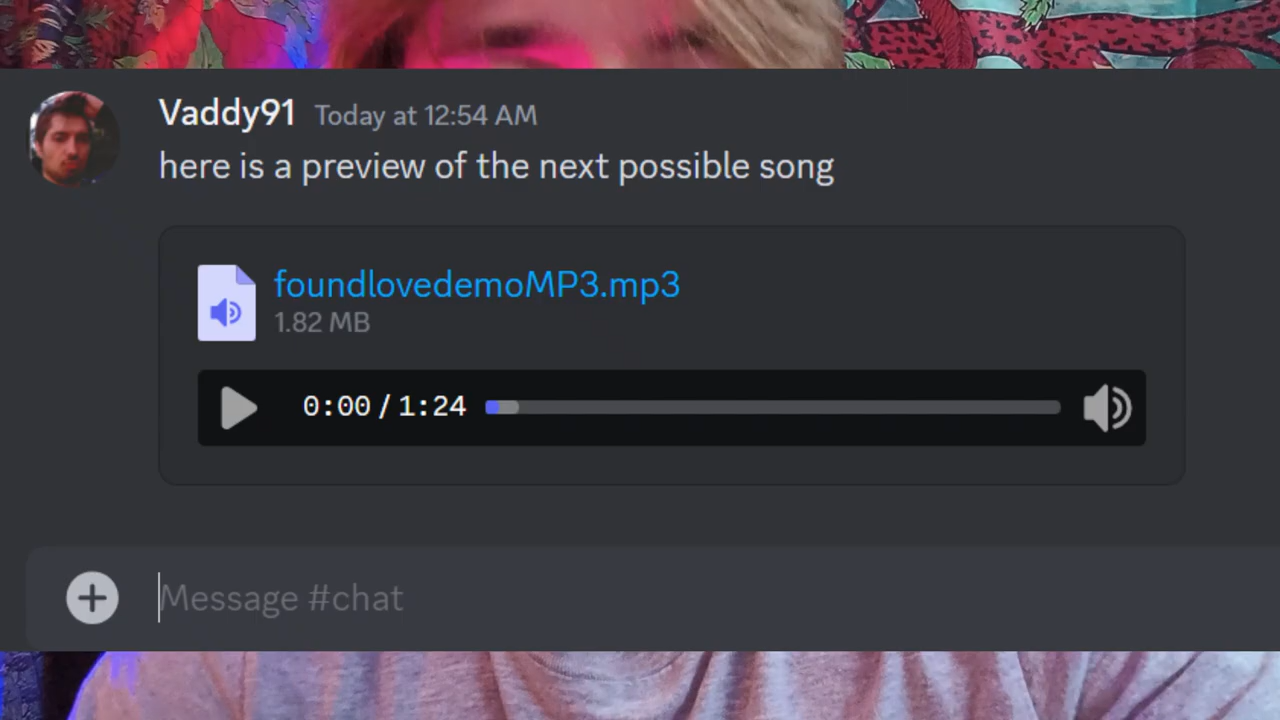 Vaddy91 Today at 12:54 AM
here is a preview of the next possible song
foundlovedemoMP3.mp3
1.82 MB
0:00 / 1:24
Message #chat